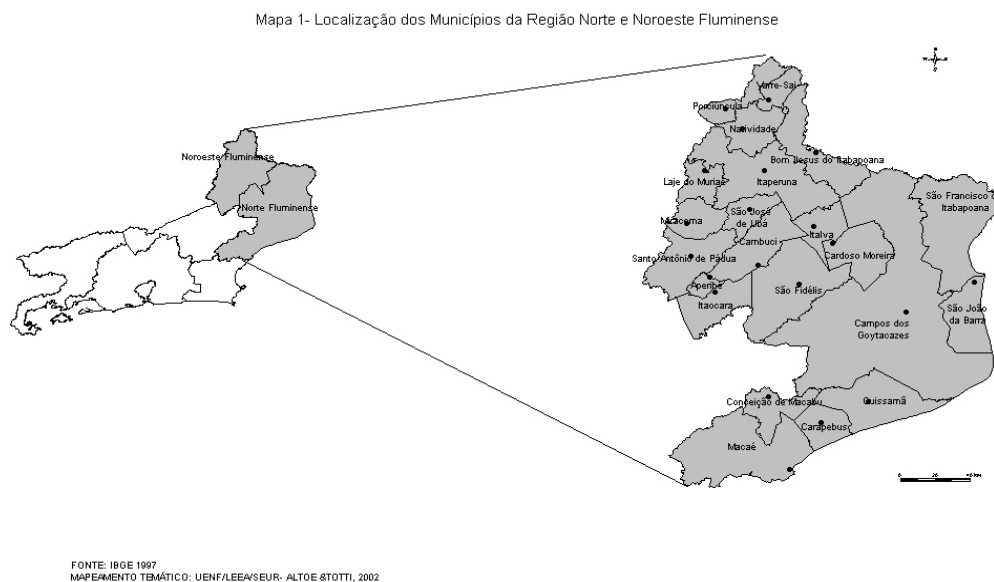 Mapa 1- Localização dos Municípios da Região Norte e Noroeste Fluminense
Noroeste Fluminense
Norte Fluminense
Varre-Sai
Porciuncula
Natividade
Bom Jesus do Itabapoana
Laje do Muriaé
Itaperuna
São Francisco
Itabapoana
São José
de Ubá
Miracema
Italva
Cambuci
Cardoso Moreira
Santo Antônio de Pádua
Aperibé
São Fidélis
Itaocara
São João
da Barra
Campos dos
Goytacazes
Conceição de Macabu
Quissamã
Carapebus
Macaé
FONTE: IBGE 1997
MAPEAMENTO TEMÁTICO: UENF/LEEA/SEUR- ALTOE &TOTTI, 2002